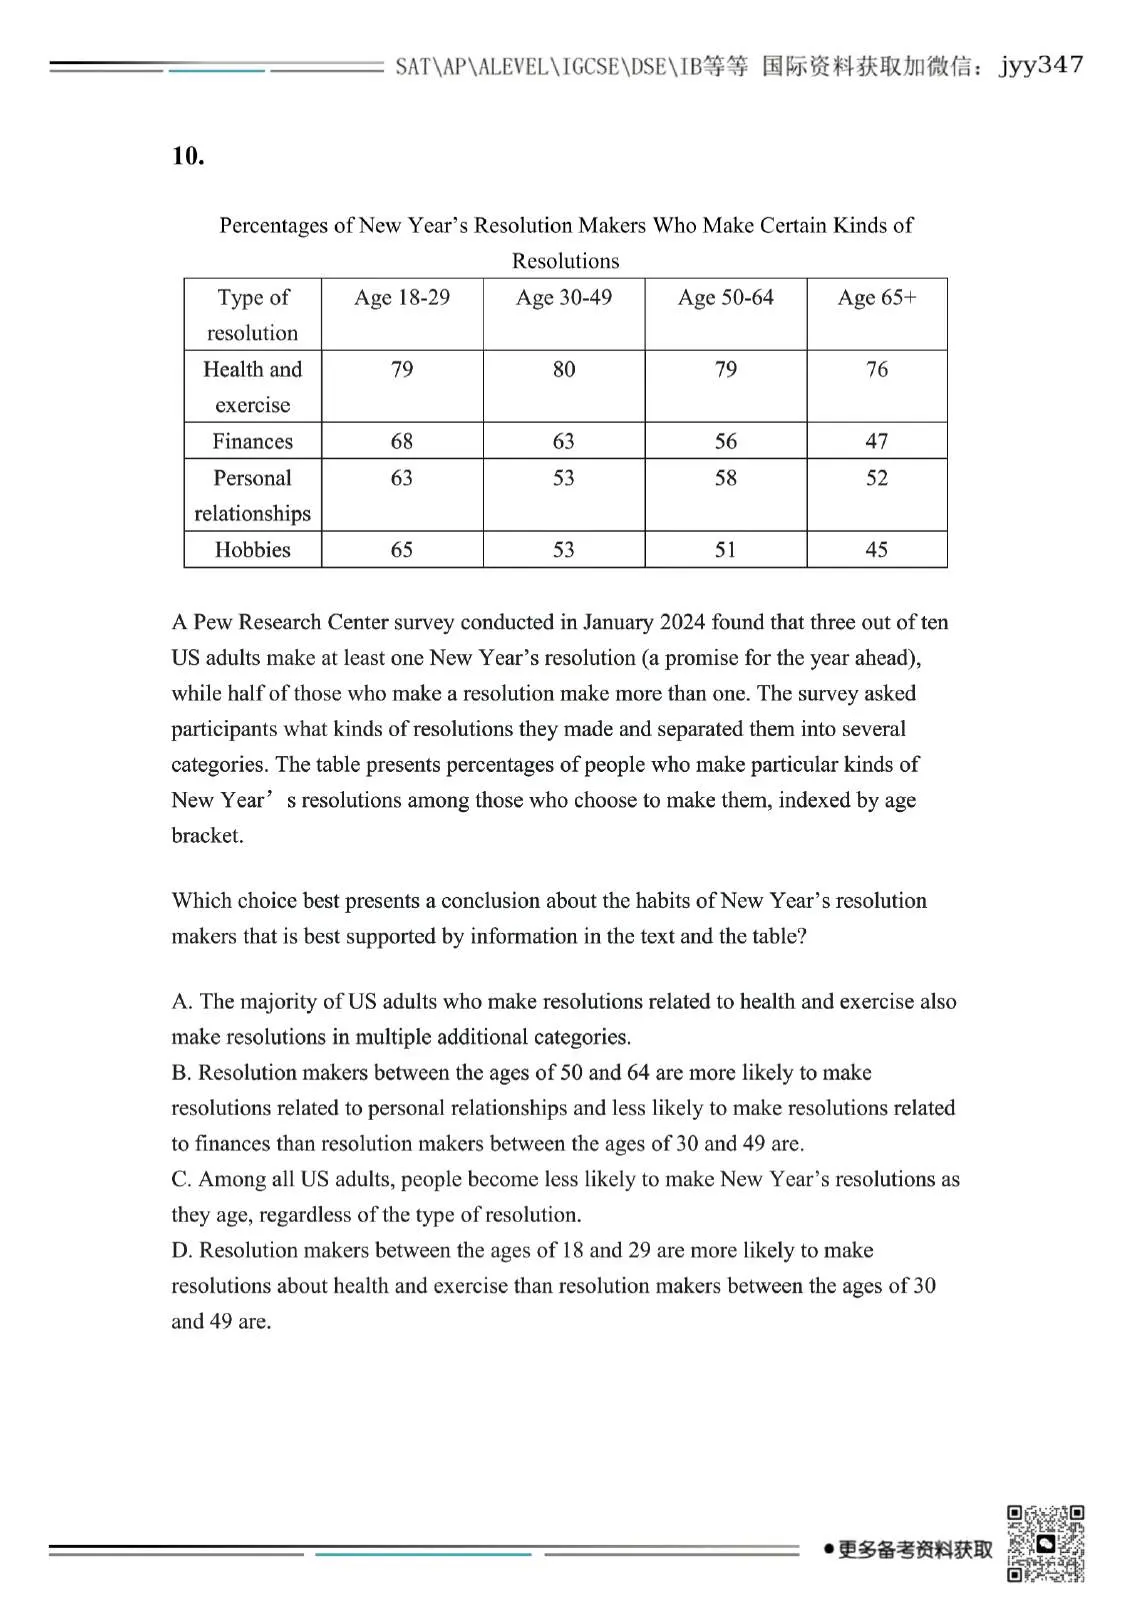 SAT\AP\ALEVEL\IGCSE\DSE\IB等等 国际资料获取加微信: jyy347
10.
Percentages of New Year’s Resolution Makers Who Make Certain Kinds of
Resolutions
Type of resolution Age 18-29 Age 30-49 Age 50-64 Age 65+
Health and exercise 79 80 79 76
Finances 68 63 56 47
Personal relationships 63 53 58 52
Hobbies 65 53 51 45
A Pew Research Center survey conducted in January 2024 found that three out of ten
US adults make at least one New Year’s resolution (a promise for the year ahead),
while half of those who make a resolution make more than one. The survey asked
participants what kinds of resolutions they made and separated them into several
categories. The table presents percentages of people who make particular kinds of
New Year’s resolutions among those who choose to make them, indexed by age
bracket.
Which choice best presents a conclusion about the habits of New Year’s resolution
makers that is best supported by information in the text and the table?
A. The majority of US adults who make resolutions related to health and exercise also
make resolutions in multiple additional categories.
B. Resolution makers between the ages of 50 and 64 are more likely to make
resolutions related to personal relationships and less likely to make resolutions related
to finances than resolution makers between the ages of 30 and 49 are.
C. Among all US adults, people become less likely to make New Year’s resolutions as
they age, regardless of the type of resolution.
D. Resolution makers between the ages of 18 and 29 are more likely to make
resolutions about health and exercise than resolution makers between the ages of 30
and 49 are.
●更多备考资料获取